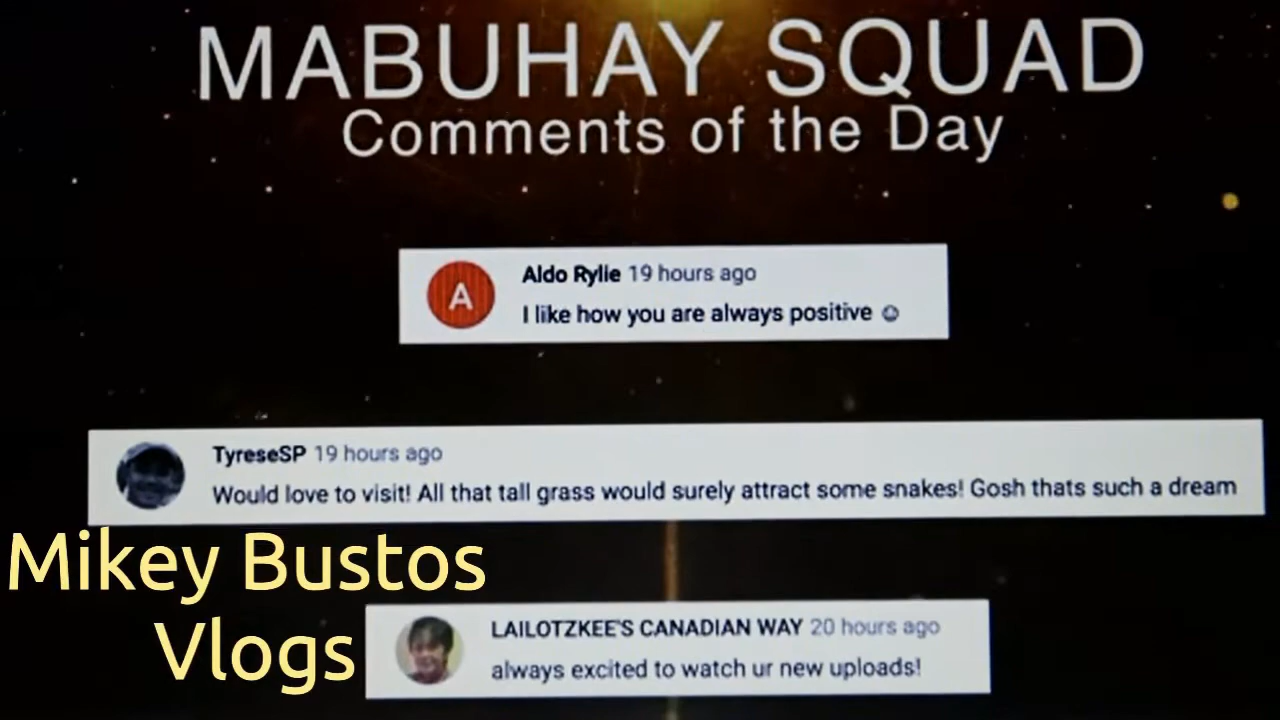 MABUHAY SQUAD
Comments of the Day
Aldo Rylie 19 hours ago
A
I like how you are always positive ☺
TyreseSP 19 hours ago
Would love to visit! All that tall grass would surely attract some snakes! Gosh thats such a dream
Mikey Bustos
Vlogs
LAILOTZKEE'S CANADIAN WAY 20 hours ago
always excited to watch ur new uploads!